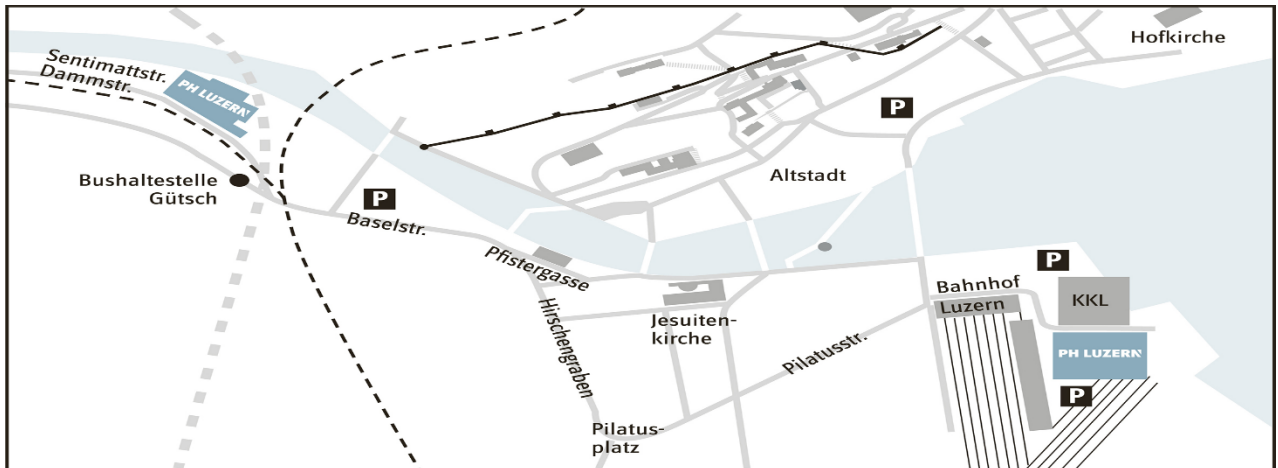 Hofkirche
Sentimattstr.
Dammstr.
PH LUZERN
P
Bushaltestelle
Gütsch
P
Baselstr.
Altstadt
Pfistergasse
Hirschengraben
Jesuiten-
kirche
Pilatusstr.
Pilatus-
platz
P
Bahnhof
Luzern
KKL
PH LUZERN
P